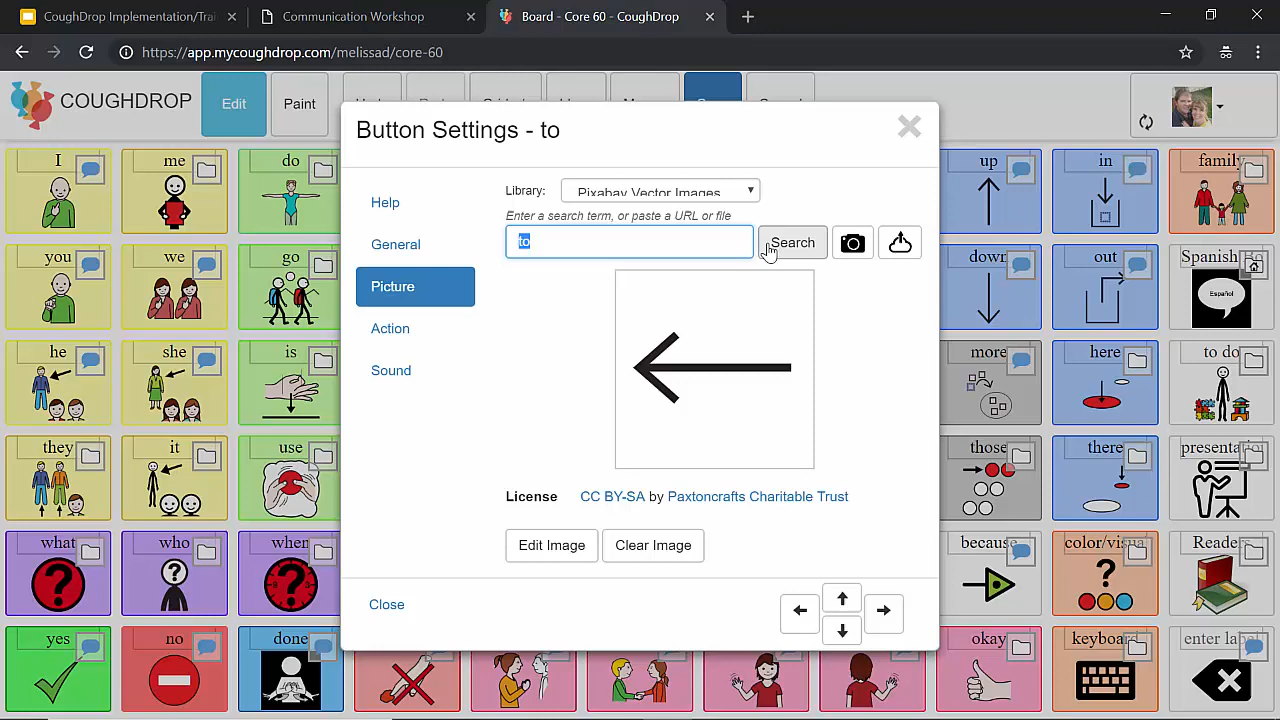 CoughDrop Implementation/Trai
Communication Workshop
Board - Core 60 - CoughDrop
https://app.mycoughdrop.com/melissad/core-60
COUGHDROP
Edit
Paint
Button Settings - to
Help
General
Picture
Action
Sound
Library:
Pixabay Vector Images
Enter a search term, or paste a URL or file
to
Search
License
CC BY-SA by Paxtoncrafts Charitable Trust
Edit Image
Clear Image
Close
I
me
do
up
in
family
you
we
go
down
out
Spanish
Español
he
she
is
more
here
to do
they
it
use
those
there
what
who
because
Readers
yes
no
done
okay
keyboard
enter label